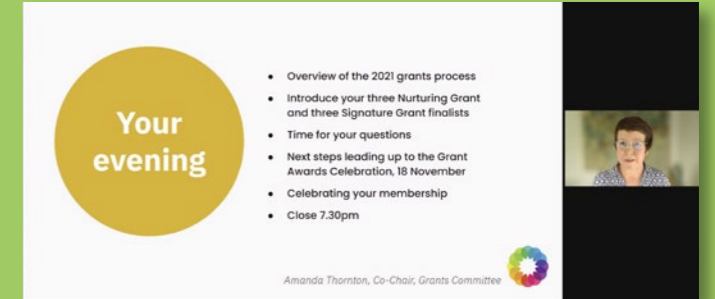 Your
evening
Overview of the 2021 grants process
Introduce your three Nurturing Grant
and three Signature Grant finalists
Time for your questions
Next steps leading up to the Grant
Awards Celebration, 18 November
Celebrating your membership
Close 7.30pm
Amanda Thornton, Co-Chair, Grants Committee